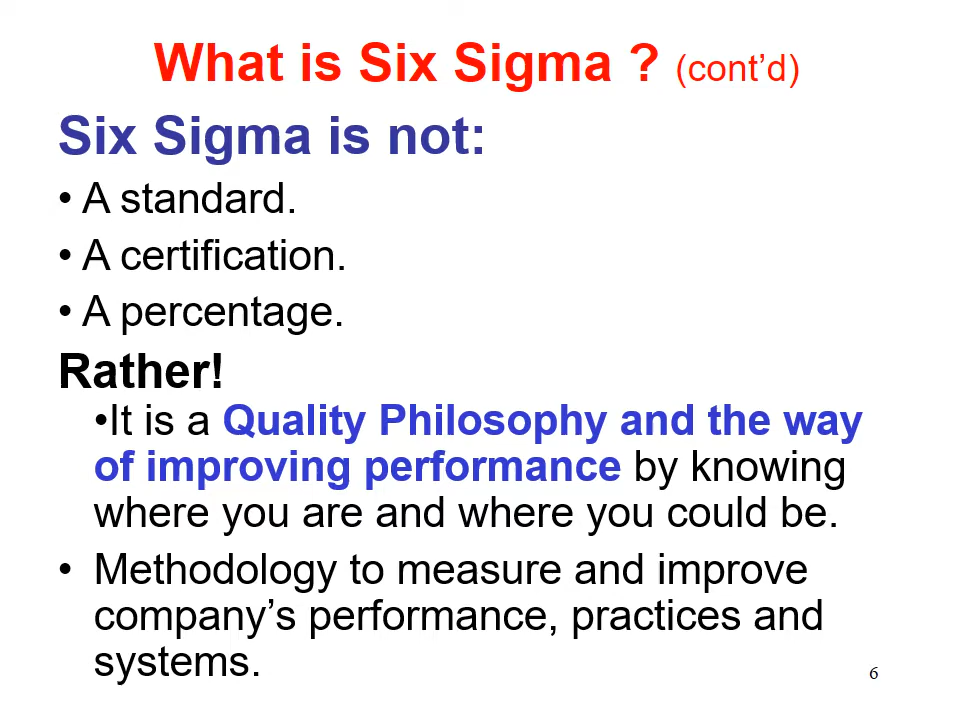 What is Six Sigma ? (cont’d)
Six Sigma is not:
• A standard.
• A certification.
• A percentage.
Rather!
•It is a Quality Philosophy and the way
of improving performance by knowing
where you are and where you could be.
• Methodology to measure and improve
company’s performance, practices and
systems.
6